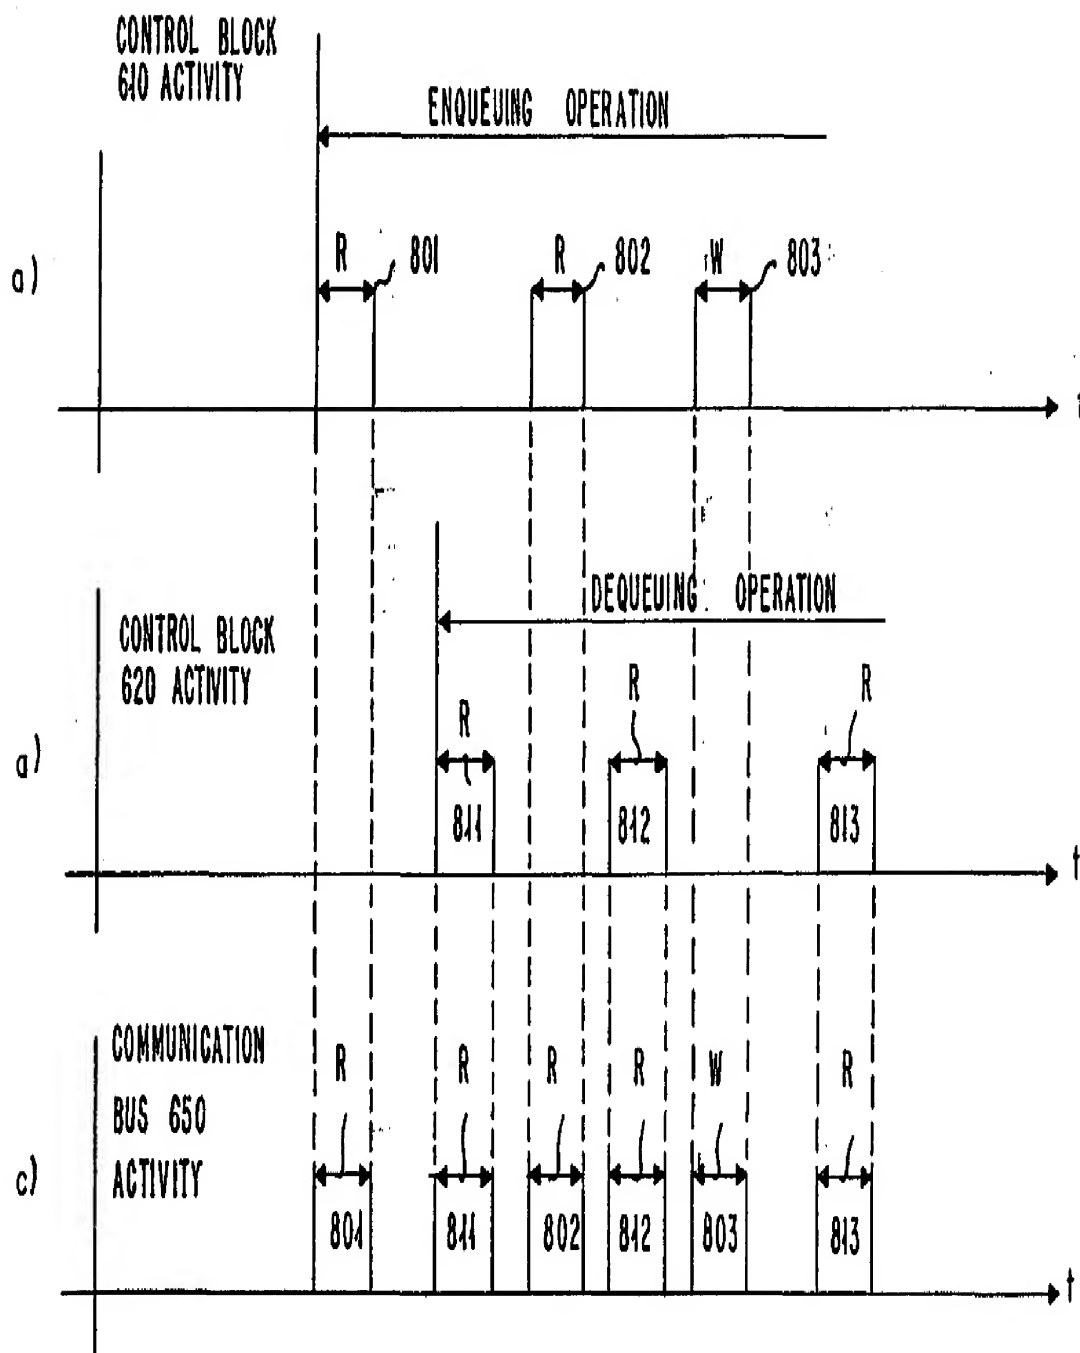 CONTROL BLOCK
610 ACTIVITY
ENQUEUING OPERATION
a)
R 801
R 802
W 803
t
DEQUEUING OPERATION
CONTROL BLOCK
620 ACTIVITY
a)
R
R
R
811
812
813
t
COMMUNICATION
BUS 650
ACTIVITY
c)
R R R R W R
801 811 802 812 803 813
t